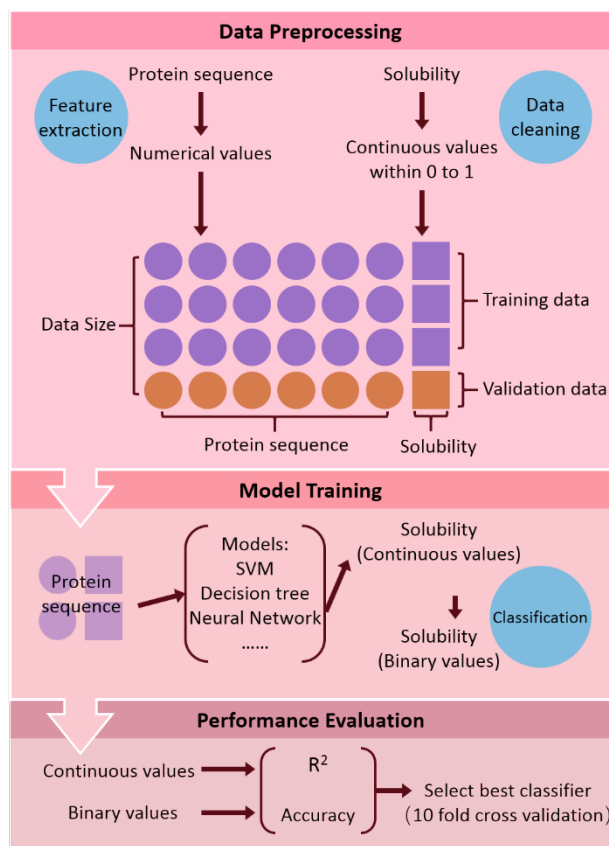 Data Preprocessing
Protein sequence
Solubility
Feature
extraction
Data
cleaning
Numerical values
Continuous values
within 0 to 1
Data Size
Training data
Validation data
Protein sequence
Solubility
Model Training
Protein
sequence
Models:
SVM
Decision tree
Neural Network
......
Solubility
(Continuous values)
Solubility
(Binary values)
Classification
Performance Evaluation
Continuous values
Binary values
R²
Accuracy
Select best classifier
(10 fold cross validation)